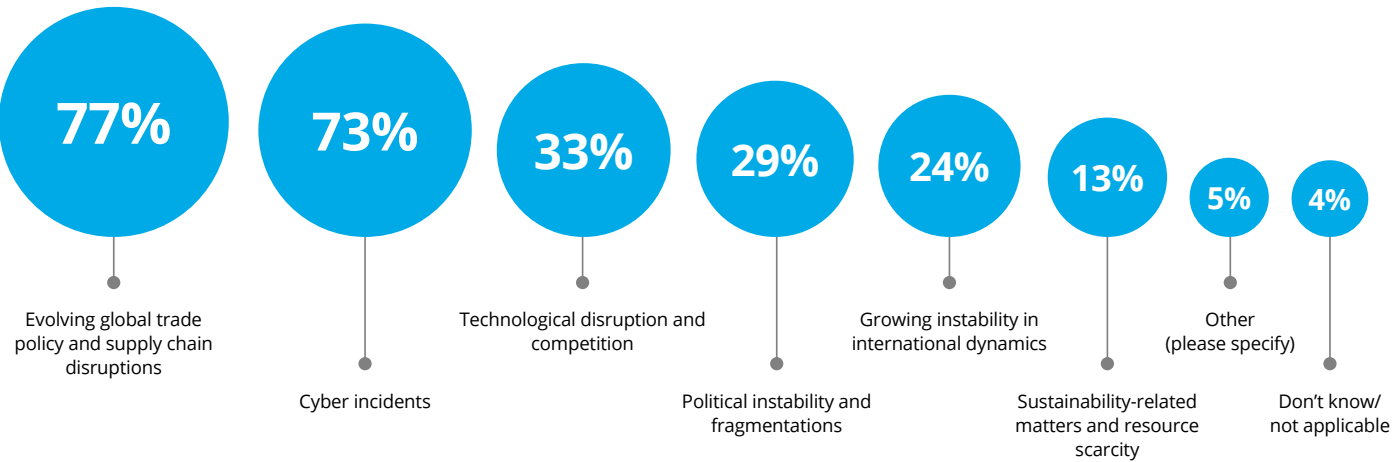 77%
73%
33%
29%
24%
13%
5%
4%
Evolving global trade
policy and supply chain
disruptions
Cyber incidents
Technological disruption and
competition
Political instability and
fragmentations
Growing instability in
international dynamics
Sustainability-related
matters and resource
scarcity
Other
(please specify)
Don’t know/
not applicable